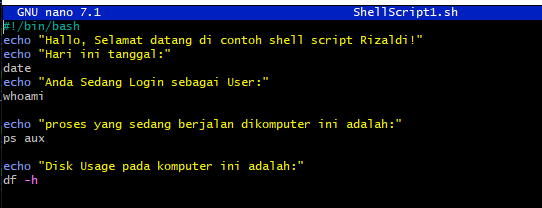 GNU nano 7.1 ShellScript1.sh
#!/bin/bash
echo "Hallo, Selamat datang di contoh shell script Rizaldi!"
echo "Hari ini tanggal:"
date
echo "Anda Sedang Login sebagai User:"
whoami
echo "proses yang sedang berjalan dikomputer ini adalah:"
ps aux
echo "Disk Usage pada komputer ini adalah:"
df -h